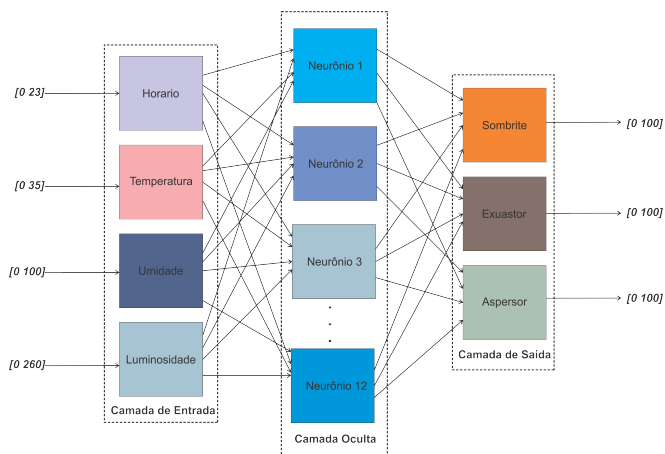 [0 23]
Horario
[0 35]
Temperatura
[0 100]
Umidade
[0 260]
Luminosidade
Camada de Entrada
Neurônio 1
Neurônio 2
Neurônio 3
.
.
.
Neurônio 12
Camada Oculta
Sombrite
[0 100]
Exuastor
[0 100]
Aspersor
[0 100]
Camada de Saída